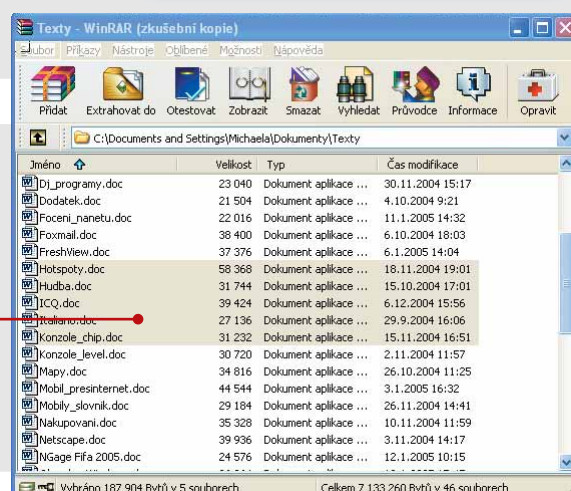 Texty - WinRAR (zkušební kopie)
Soubor Příkazy Nástroje Oblíbené Možnosti Nápověda
Přidat Extrahovat do Otestovat Zobrazit Smazat Vyhledat Průvodce Informace Opravit
C:\Documents and Settings\Michaela\Dokumenty\Texty
Jméno Velikost Typ Čas modifikace
Dj_programy.doc 23 040 Dokument aplikace ... 30.11.2004 15:17
Dodatek.doc 21 504 Dokument aplikace ... 4.10.2004 9:21
Foceni_nanetu.doc 22 016 Dokument aplikace ... 11.1.2005 14:32
Foxmail.doc 38 400 Dokument aplikace ... 6.10.2004 18:03
FreshView.doc 37 376 Dokument aplikace ... 6.1.2005 14:04
Hotspoty.doc 58 368 Dokument aplikace ... 18.11.2004 19:01
Hudba.doc 31 744 Dokument aplikace ... 15.10.2004 17:01
ICQ.doc 39 424 Dokument aplikace ... 6.12.2004 15:56
Italiano.doc 27 136 Dokument aplikace ... 29.9.2004 16:06
Konzole_chip.doc 31 232 Dokument aplikace ... 15.11.2004 16:51
Konzole_level.doc 30 720 Dokument aplikace ... 2.11.2004 11:57
Mapy.doc 34 816 Dokument aplikace ... 26.10.2004 11:25
Mobil_presinternet.doc 44 544 Dokument aplikace ... 3.1.2005 16:32
Mobily_slovnik.doc 29 184 Dokument aplikace ... 26.11.2004 14:41
Nakupovani.doc 35 328 Dokument aplikace ... 10.11.2004 11:59
Netscape.doc 39 936 Dokument aplikace ... 3.11.2004 14:17
NGage Fifa 2005.doc 24 576 Dokument aplikace ... 12.1.2005 10:15
Vybráno 187 904 Bytů v 5 souborech Celkem 7 133 260 Bytů v 46 souborech